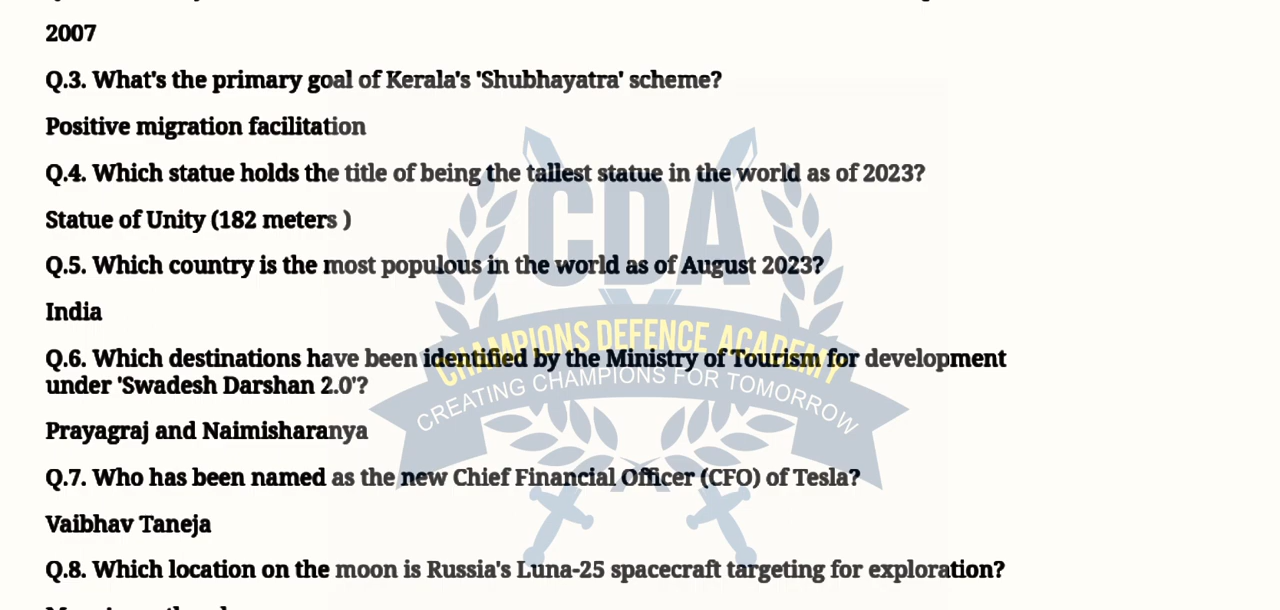 2007
Q.3. What's the primary goal of Kerala's 'Shubhayatra' scheme?
Positive migration facilitation
Q.4. Which statue holds the title of being the tallest statue in the world as of 2023?
Statue of Unity (182 meters )
Q.5. Which country is the most populous in the world as of August 2023?
India
Q.6. Which destinations have been identified by the Ministry of Tourism for development
under 'Swadesh Darshan 2.0'?
Prayagraj and Naimisharanya
Q.7. Who has been named as the new Chief Financial Officer (CFO) of Tesla?
Vaibhav Taneja
Q.8. Which location on the moon is Russia's Luna-25 spacecraft targeting for exploration?
CDA
CHAMPIONS DEFENCE ACADEMY
CREATING CHAMPIONS FOR TOMORROW